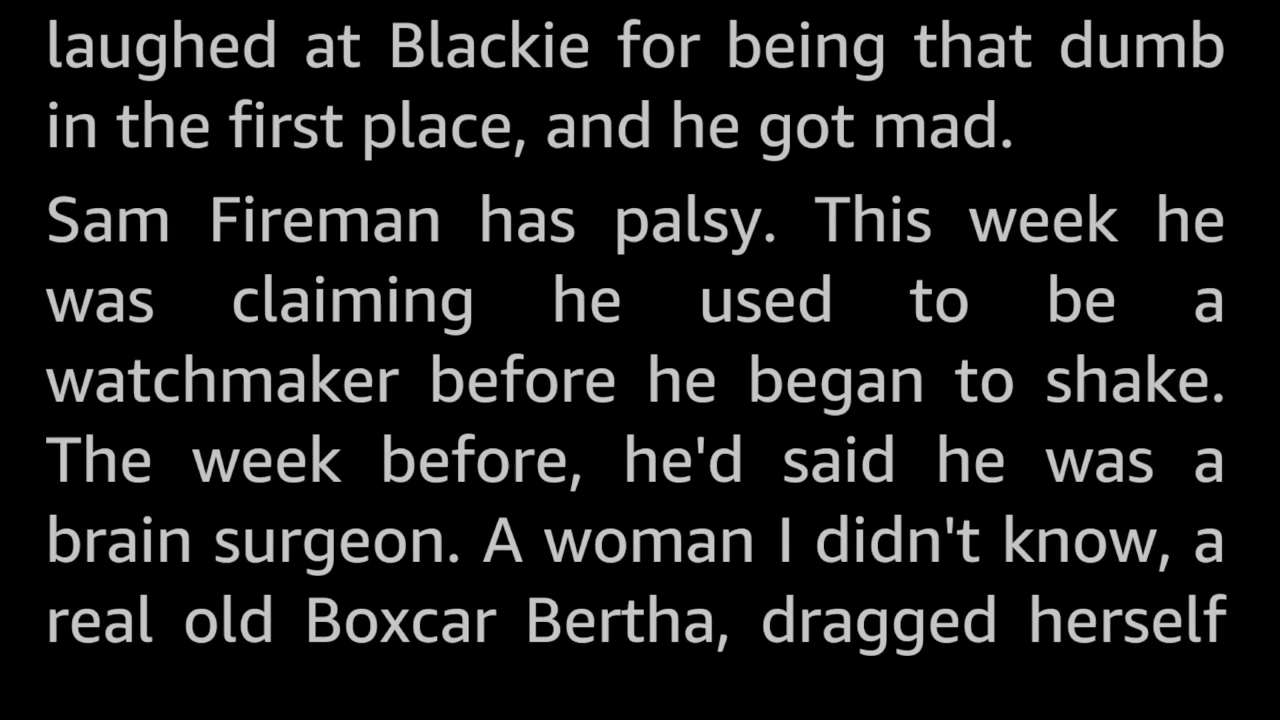 laughed at Blackie for being that dumb
in the first place, and he got mad.
Sam Fireman has palsy. This week he
was claiming he used to be a
watchmaker before he began to shake.
The week before, he'd said he was a
brain surgeon. A woman I didn't know, a
real old Boxcar Bertha, dragged herself